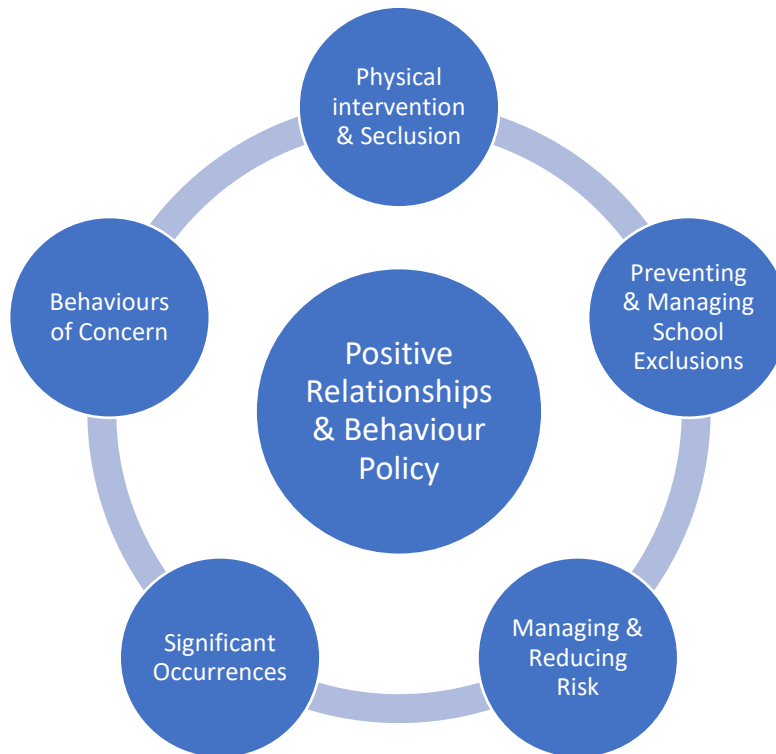 Physical
intervention
& Seclusion
Preventing
& Managing
School
Exclusions
Managing &
Reducing
Risk
Significant
Occurrences
Behaviours
of Concern
Positive
Relationships
& Behaviour
Policy